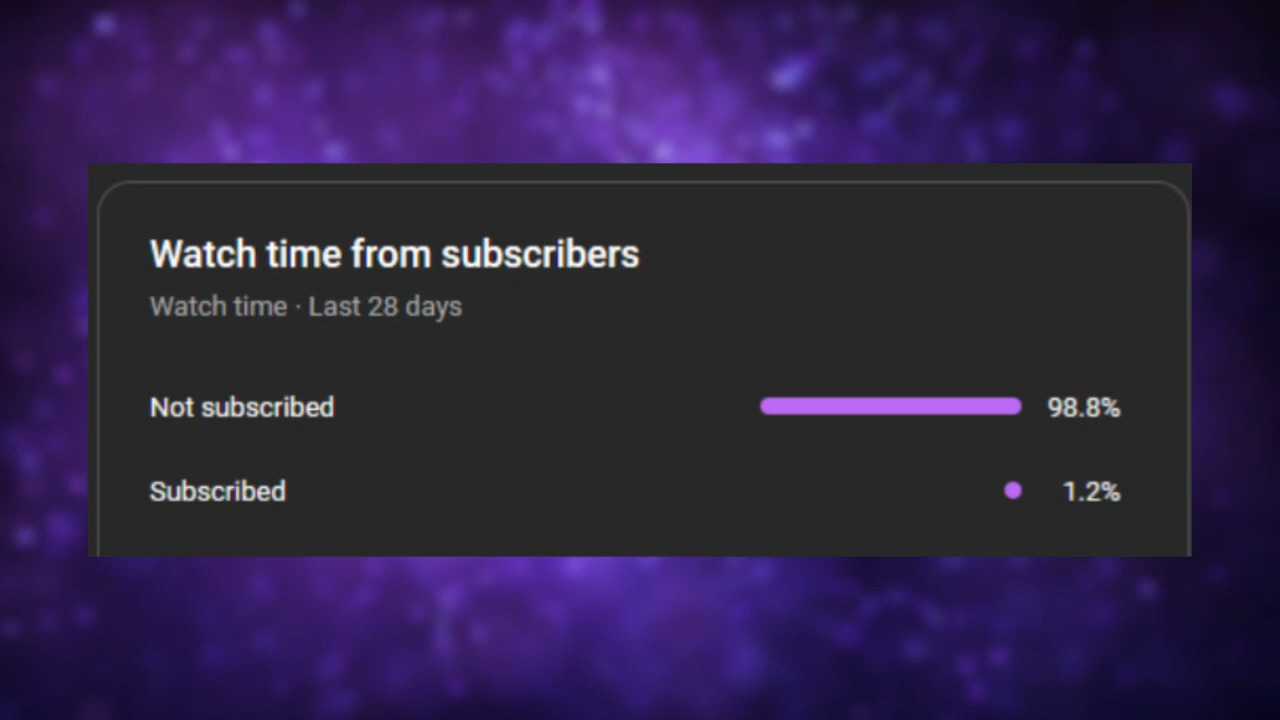 Watch time from subscribers
Watch time · Last 28 days
Not subscribed 98.8%
Subscribed 1.2%